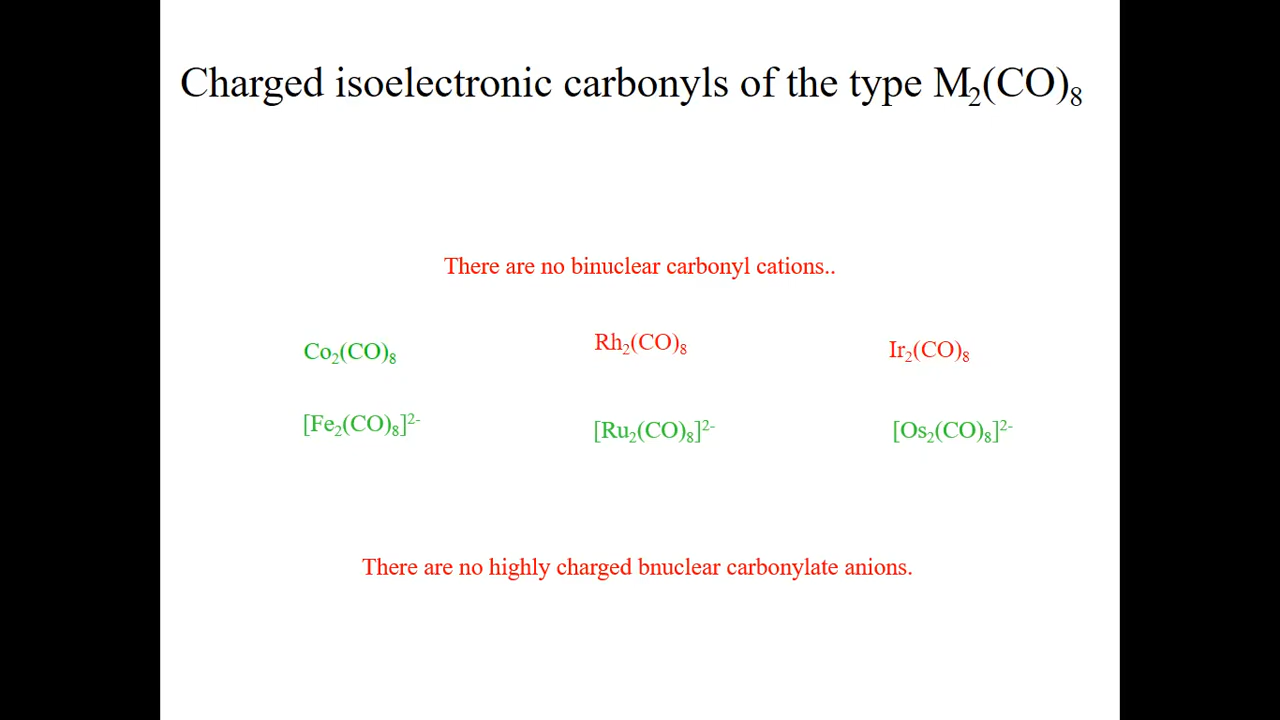 Charged isoelectronic carbonyls of the type M₂(CO)₈
There are no binuclear carbonyl cations..
Co₂(CO)₈ Rh₂(CO)₈ Ir₂(CO)₈
[Fe₂(CO)₈]²⁻ [Ru₂(CO)₈]²⁻ [Os₂(CO)₈]²⁻
There are no highly charged bnuclear carbonylate anions.